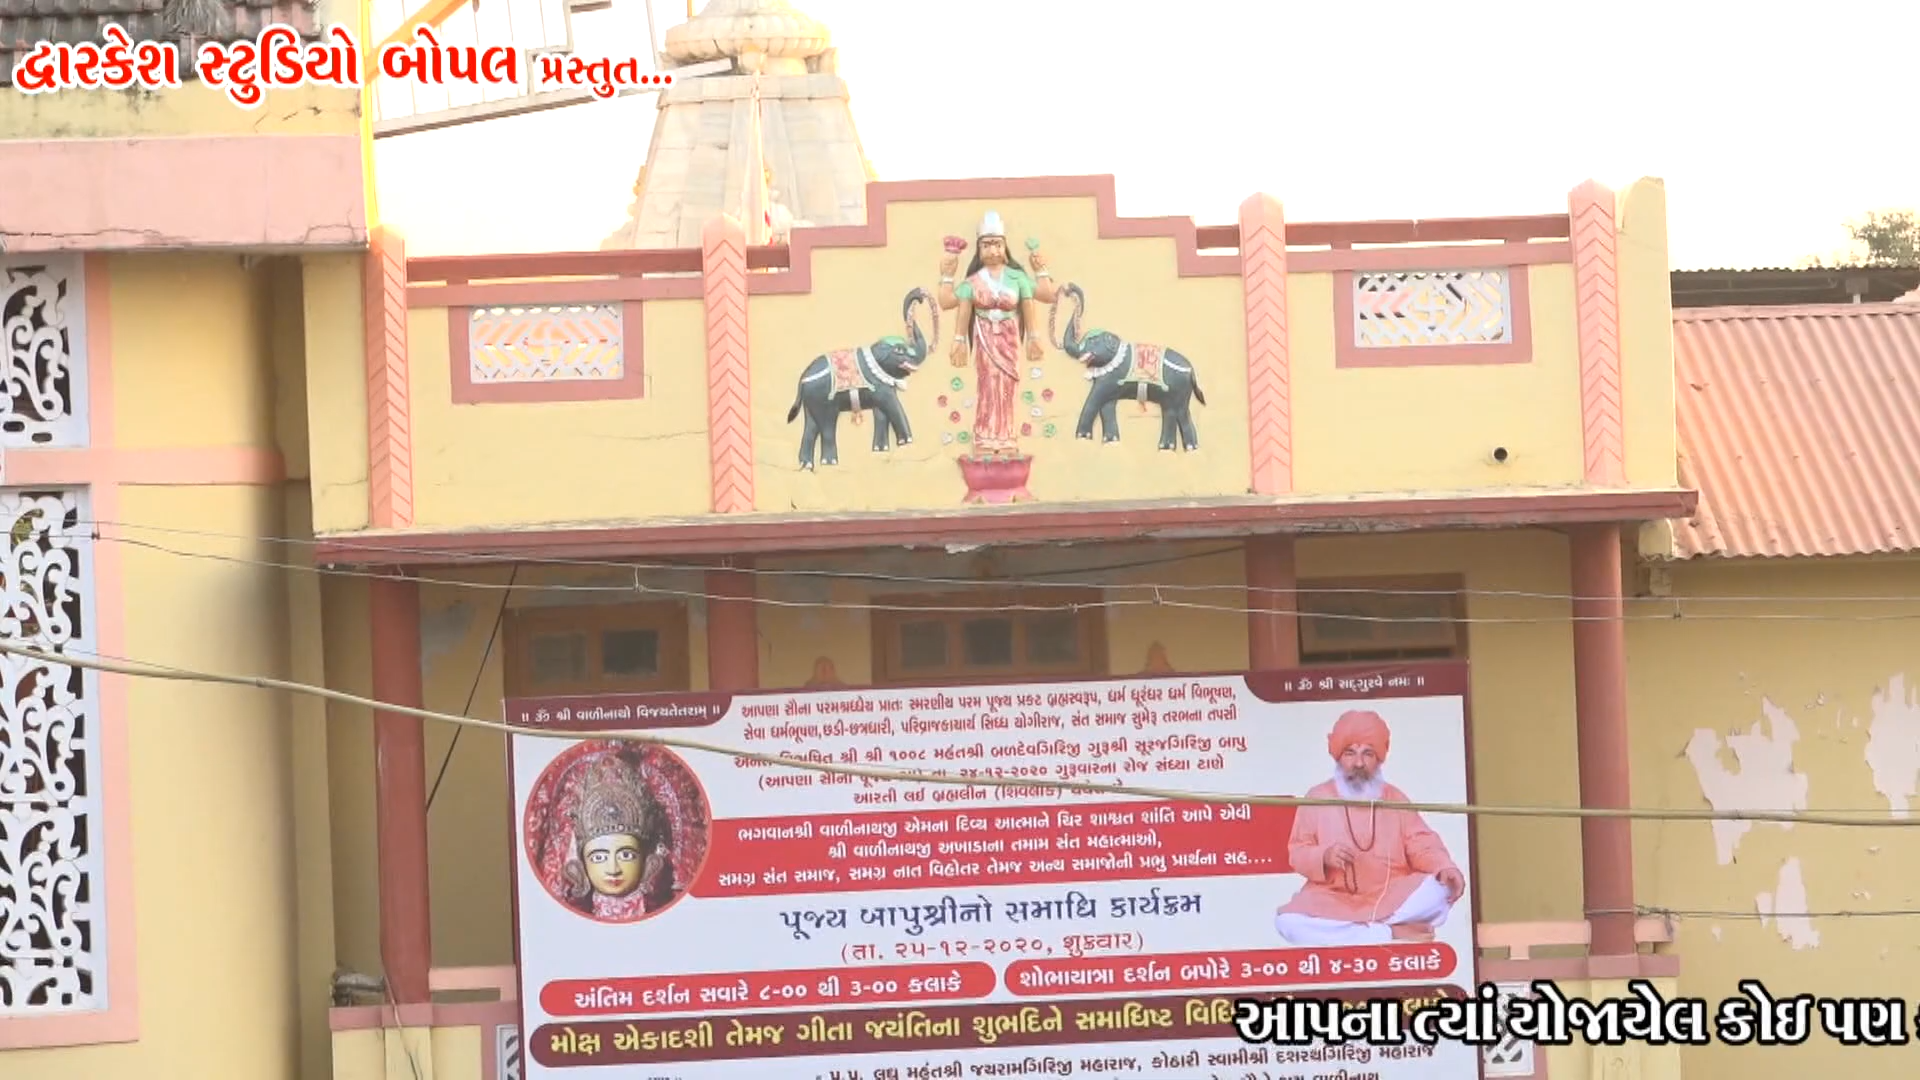 દ્વારકેશ સ્ટુડિયો બોપલ પ્રસ્તુત...
॥ ૐ શ્રી વાળીનાથો વિજયતેતરામ્ ॥
॥ ૐ શ્રી સદ્‌ગુરવે નમઃ ॥
આપણા સૌના પરમશ્રધ્ધેય પ્રાતઃ સ્મરણીય પરમ પૂજ્ય પ્રકટ બ્રહ્મસ્વરૂપ, ધર્મ ધૂરંધર ધર્મ વિભૂષણ,
સેવા ધર્મભૂષણ,છડી-છત્રધારી, પરિવ્રાજકાચાર્ય સિધ્ધ યોગીરાજ, સંત સમાજ સુમેરૂ તરભના તપસી
અનંત વિભૂષિત શ્રી શ્રી ૧૦૦૮ મહંતશ્રી બળદેવગિરિજી ગુરૂશ્રી સૂરજગિરિજી બાપુ
(આપણા સૌના પૂજ્ય તા. ૨૪-૧૨-૨૦૨૦ ગુરૂવારના રોજ સંધ્યા ટાણે
આરતી લઈ બ્રહ્મલીન (શિવલોક)
ભગવાનશ્રી વાળીનાથજી એમના દિવ્ય આત્માને ચિર શાશ્વત શાંતિ આપે એવી
શ્રી વાળીનાથજી અખાડાના તમામ સંત મહાત્માઓ,
સમગ્ર સંત સમાજ, સમગ્ર નાત વિહોતર તેમજ અન્ય સમાજોની પ્રભુ પ્રાર્થના સહ....
પૂજ્ય બાપુશ્રીનો સમાધિ કાર્યક્રમ
(તા. ૨૫-૧૨-૨૦૨૦, શુક્રવાર)
અંતિમ દર્શન સવારે ૮-૦૦ થી ૩-૦૦ કલાકે
શોભાયાત્રા દર્શન બપોરે ૩-૦૦ થી ૪-૩૦ કલાકે
મોક્ષ એકાદશી તેમજ ગીતા જયંતિના શુભદિને સમાધિષ્ટ વિધિ
આપના ત્યાં યોજાયેલ કોઇ પણ
પ.પૂ. લઘુ મહંતશ્રી જયરામગિરિજી મહારાજ, કોઠારી સ્વામીશ્રી દશરથગિરિજી મહારાજ